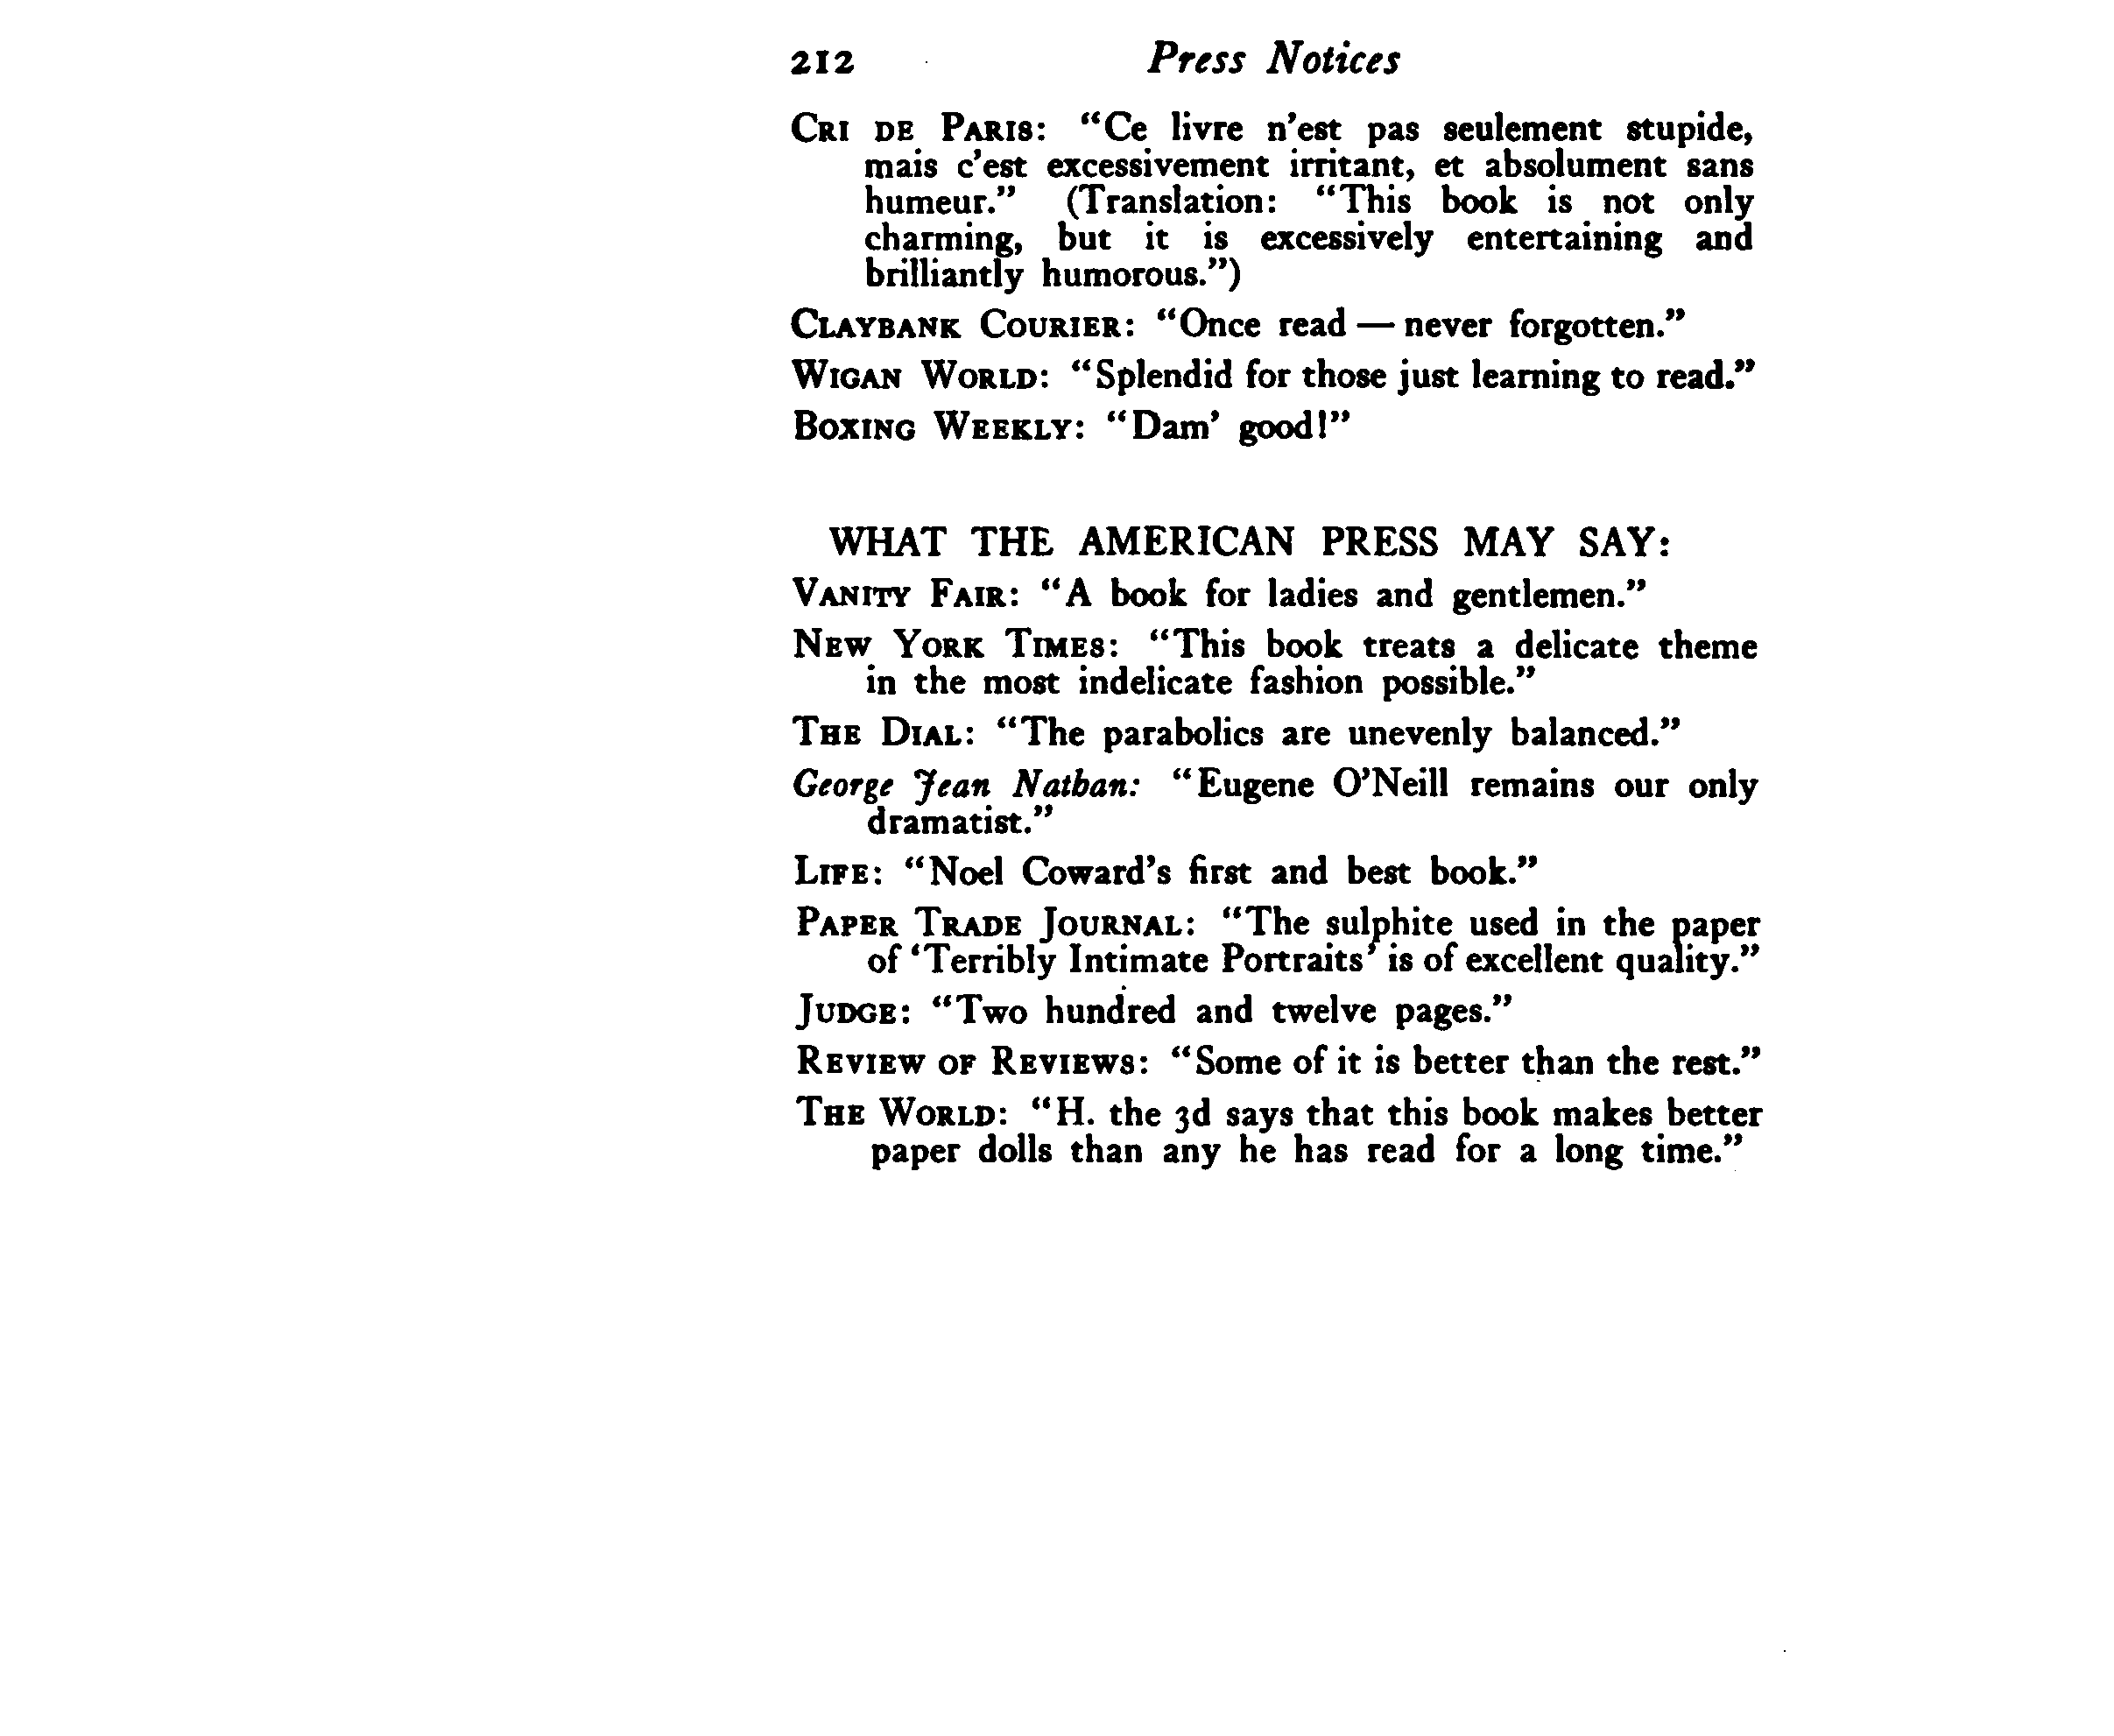 212 Press Notices
CRI DE PARIS: “Ce livre n’est pas seulement stupide,
mais c’est excessivement irritant, et absolument sans
humeur.” (Translation: “This book is not only
charming, but it is excessively entertaining and
brilliantly humorous.”)
CLAYBANK COURIER: “Once read — never forgotten.”
WIGAN WORLD: “Splendid for those just learning to read.”
BOXING WEEKLY: “Dam’ good!”
WHAT THE AMERICAN PRESS MAY SAY:
VANITY FAIR: “A book for ladies and gentlemen.”
NEW YORK TIMES: “This book treats a delicate theme
in the most indelicate fashion possible.”
THE DIAL: “The parabolics are unevenly balanced.”
George Jean Nathan: “Eugene O’Neill remains our only
dramatist.”
LIFE: “Noel Coward’s first and best book.”
PAPER TRADE JOURNAL: “The sulphite used in the paper
of ‘Terribly Intimate Portraits’ is of excellent quality.”
JUDGE: “Two hundred and twelve pages.”
REVIEW OF REVIEWS: “Some of it is better than the rest.”
THE WORLD: “H. the 3d says that this book makes better
paper dolls than any he has read for a long time.”